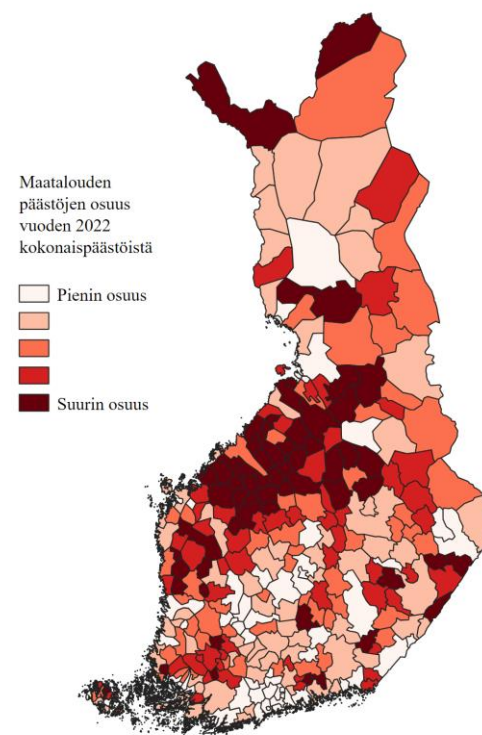 Maatalouden
päästöjen osuus
vuoden 2022
kokonaispäästöistä
Pienin osuus
Suurin osuus